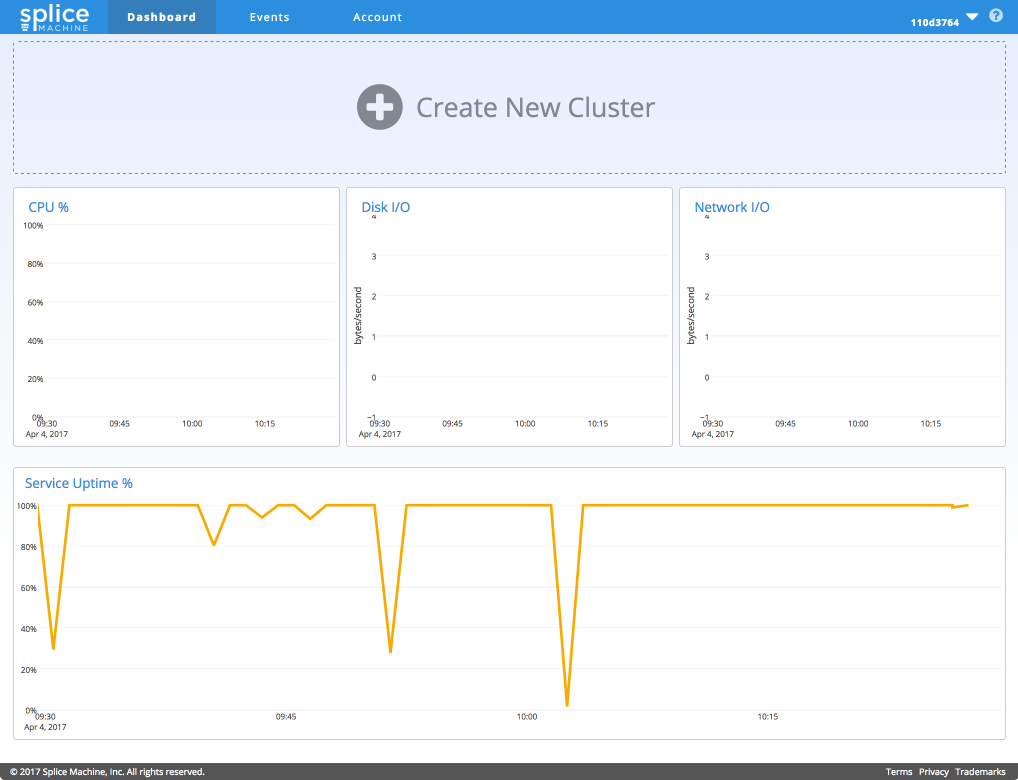 splice MACHINE Dashboard Events Account 110d3764 ?
Create New Cluster
CPU % Disk I/O Network I/O
100%
80%
60%
40%
20%
0%
09:30 09:45 10:00 10:15
Apr 4, 2017
4
3
2
1
0
−1
bytes/second
09:30 09:45 10:00 10:15
Apr 4, 2017
4
3
2
1
0
−1
bytes/second
09:30 09:45 10:00 10:15
Apr 4, 2017
Service Uptime %
100%
80%
60%
40%
20%
0%
09:30 09:45 10:00 10:15
Apr 4, 2017
© 2017 Splice Machine, Inc. All rights reserved. Terms Privacy Trademarks